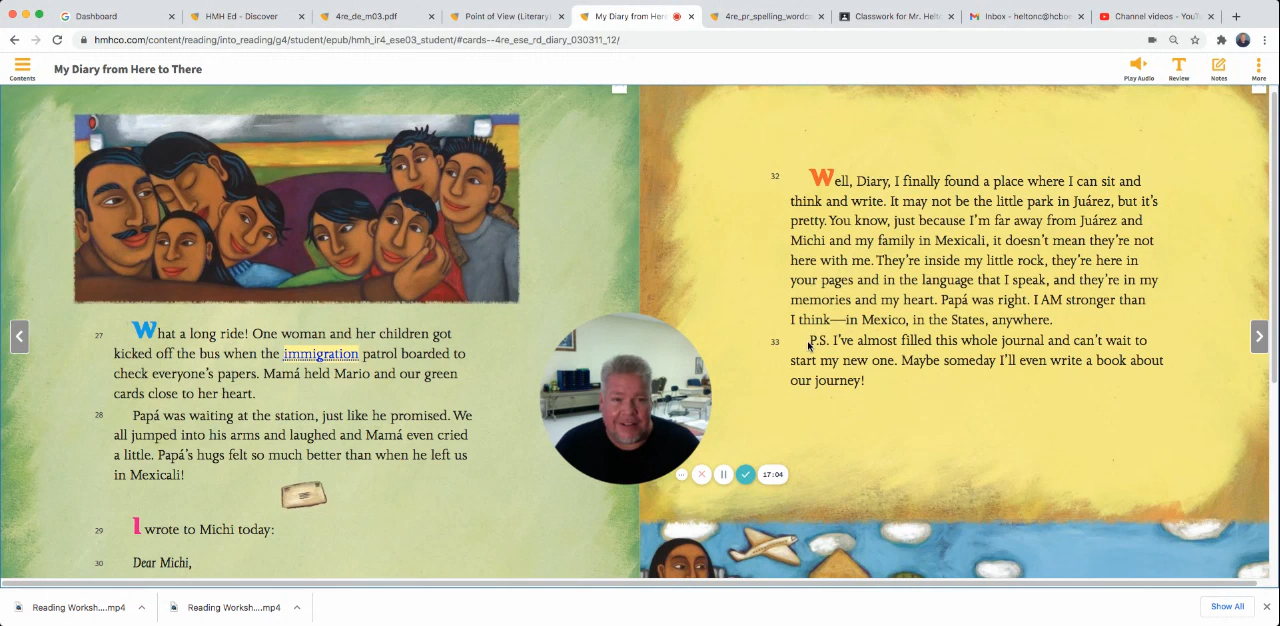 Dashboard
HMH Ed - Discover
4re_de_m03.pdf
Point of View (Literary
My Diary from Here
4re_pr_spelling_wordc
Classwork for Mr. Helto
Inbox - heltonc@hcbo
Channel videos - YouT
hmhco.com/content/reading/into_reading/g4/student/epub/hmh_ir4_ese03_student/#cards--4re_ese_rd_diary_030311_12/
Contents
My Diary from Here to There
Play Audio
Review
Notes
More
27 What a long ride! One woman and her children got
kicked off the bus when the immigration patrol boarded to
check everyone's papers. Mamá held Mario and our green
cards close to her heart.
28 Papá was waiting at the station, just like he promised. We
all jumped into his arms and laughed and Mamá even cried
a little. Papá's hugs felt so much better than when he left us
in Mexicali!
29 I wrote to Michi today:
30 Dear Michi,
32 Well, Diary, I finally found a place where I can sit and
think and write. It may not be the little park in Juárez, but it's
pretty. You know, just because I'm far away from Juárez and
Michi and my family in Mexicali, it doesn't mean they're not
here with me. They're inside my little rock, they're here in
your pages and in the language that I speak, and they're in my
memories and my heart. Papá was right. I AM stronger than
I think—in Mexico, in the States, anywhere.
33 P.S. I've almost filled this whole journal and can't wait to
start my new one. Maybe someday I'll even write a book about
our journey!
17:04
Reading Worksh....mp4
Reading Worksh....mp4
Show All